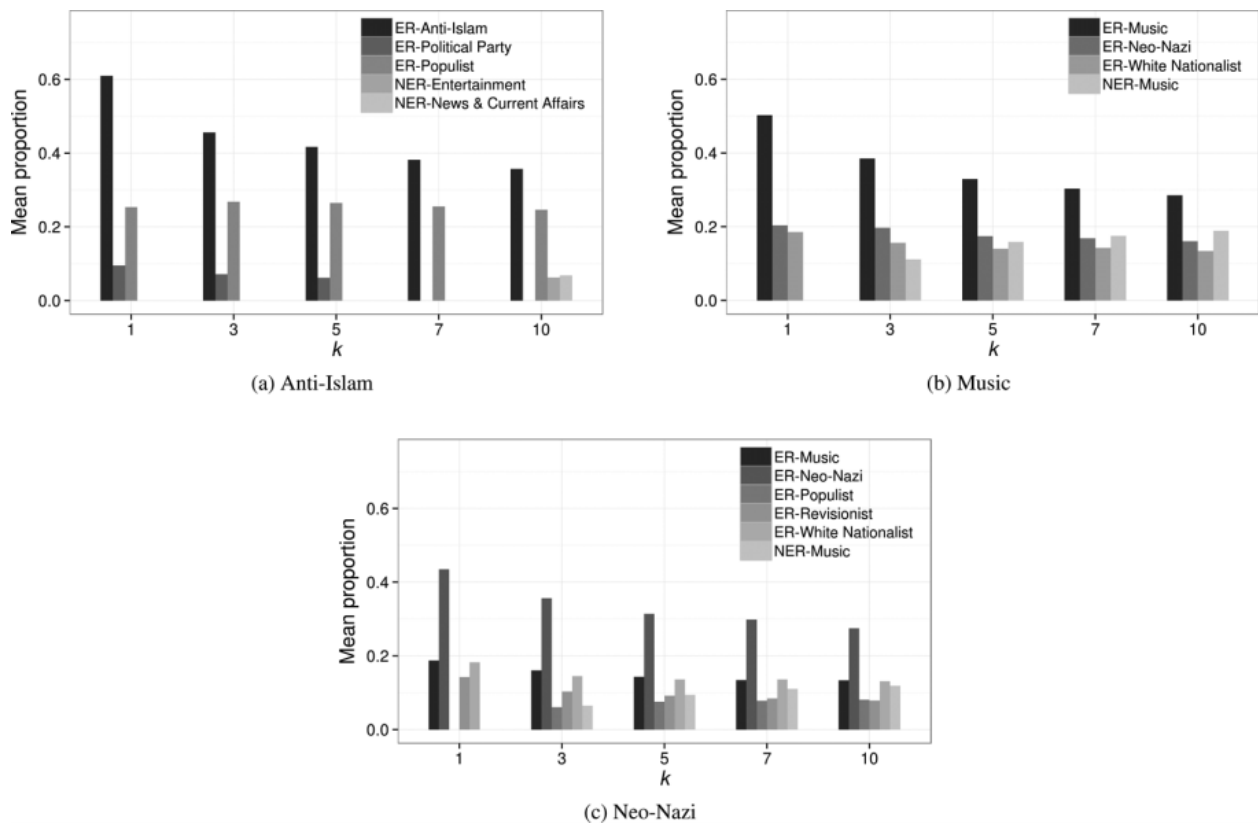 ER-Anti-Islam
ER-Political Party
ER-Populist
NER-Entertainment
NER-News & Current Affairs
Mean proportion
0.6
0.4
0.2
0.0
1 3 5 7 10
k
(a) Anti-Islam
ER-Music
ER-Neo-Nazi
ER-White Nationalist
NER-Music
Mean proportion
0.6
0.4
0.2
0.0
1 3 5 7 10
k
(b) Music
ER-Music
ER-Neo-Nazi
ER-Populist
ER-Revisionist
ER-White Nationalist
NER-Music
Mean proportion
0.6
0.4
0.2
0.0
1 3 5 7 10
k
(c) Neo-Nazi